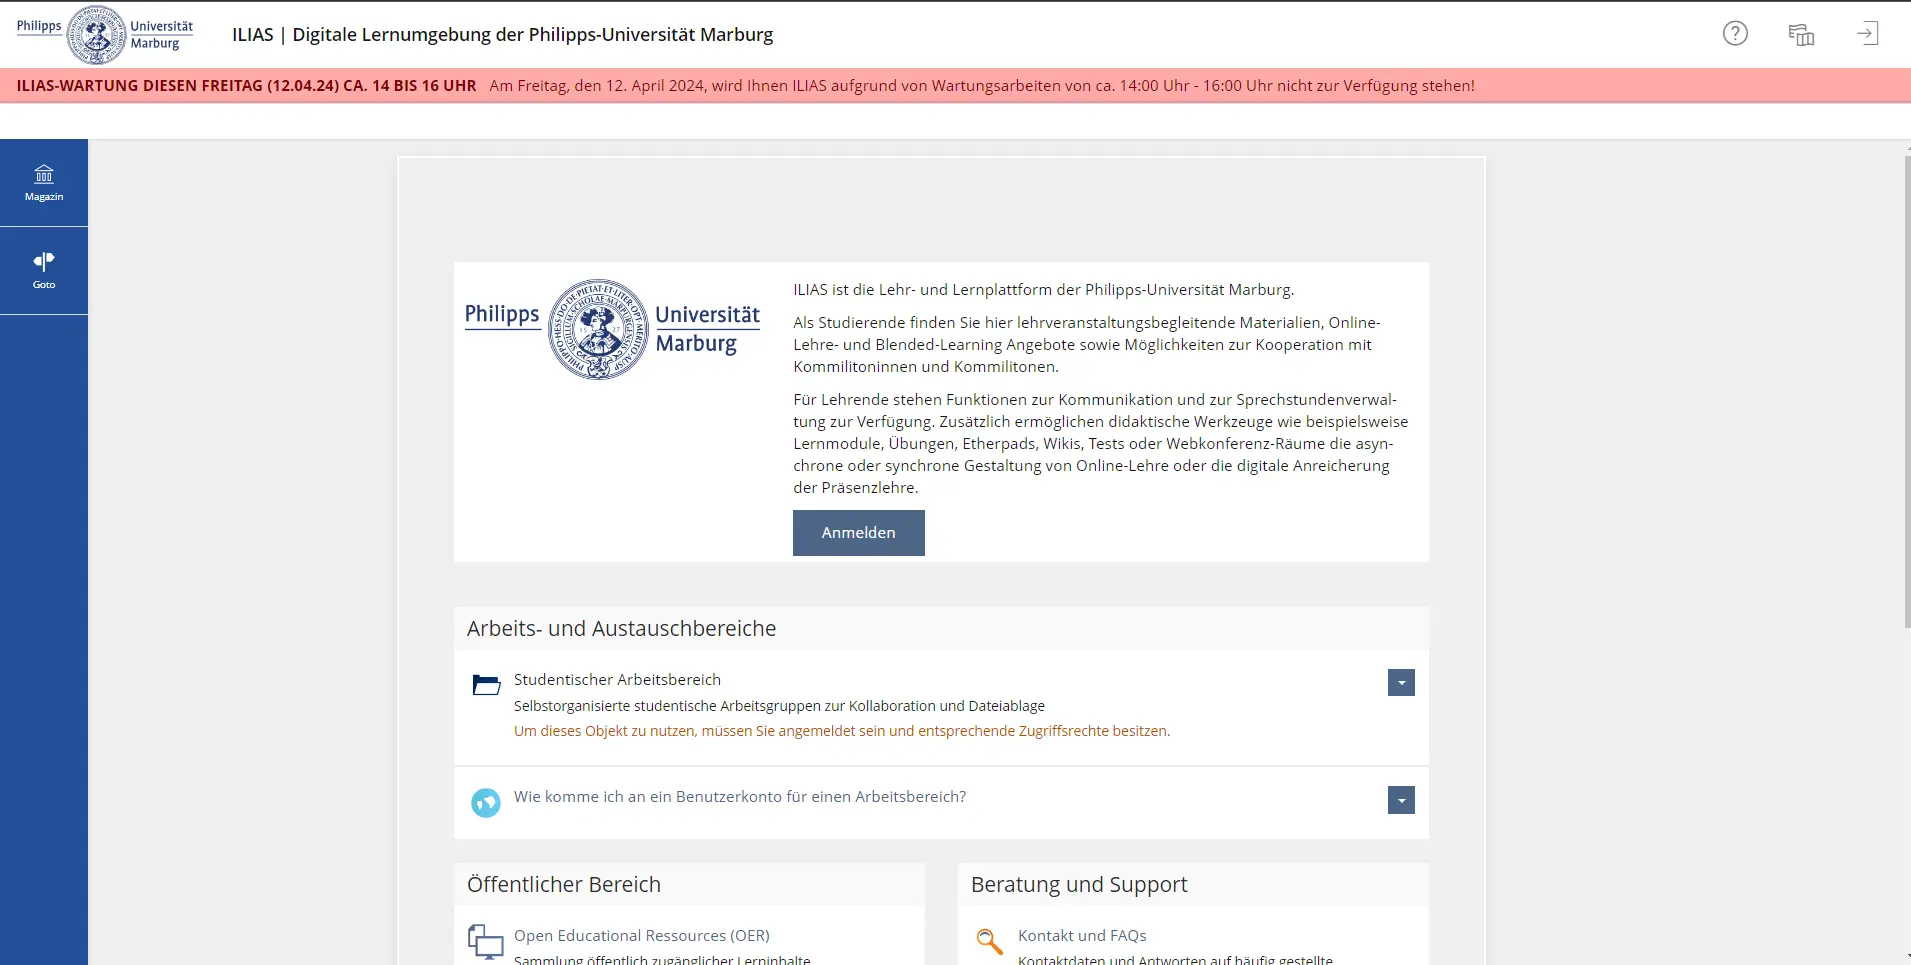 Philipps Universität Marburg
ILIAS | Digitale Lernumgebung der Philipps-Universität Marburg
ILIAS-WARTUNG DIESEN FREITAG (12.04.24) CA. 14 BIS 16 UHR Am Freitag, den 12. April 2024, wird Ihnen ILIAS aufgrund von Wartungsarbeiten von ca. 14:00 Uhr - 16:00 Uhr nicht zur Verfügung stehen!
Magazin
Goto
Philipps Universität
Marburg
ILIAS ist die Lehr- und Lernplattform der Philipps-Universität Marburg.
Als Studierende finden Sie hier lehrveranstaltungsbegleitende Materialien, Online-
Lehre- und Blended-Learning Angebote sowie Möglichkeiten zur Kooperation mit
Kommilitoninnen und Kommilitonen.
Für Lehrende stehen Funktionen zur Kommunikation und zur Sprechstundenverwal-
tung zur Verfügung. Zusätzlich ermöglichen didaktische Werkzeuge wie beispielsweise
Lernmodule, Übungen, Etherpads, Wikis, Tests oder Webkonferenz-Räume die asyn-
chrone oder synchrone Gestaltung von Online-Lehre oder die digitale Anreicherung
der Präsenzlehre.
Anmelden
Arbeits- und Austauschbereiche
Studentischer Arbeitsbereich
Selbstorganisierte studentische Arbeitsgruppen zur Kollaboration und Dateiablage
Um dieses Objekt zu nutzen, müssen Sie angemeldet sein und entsprechende Zugriffsrechte besitzen.
Wie komme ich an ein Benutzerkonto für einen Arbeitsbereich?
Öffentlicher Bereich
Open Educational Ressources (OER)
Sammlung öffentlich zugänglicher Lerninhalte
Beratung und Support
Kontakt und FAQs
Kontaktdaten und Antworten auf häufig gestellte